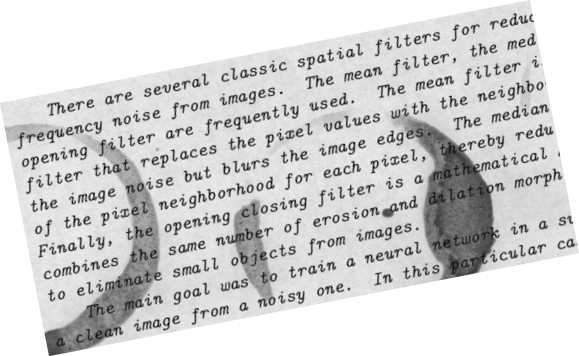 There are several classic spatial filters for reduc
frequency noise from images. The mean filter, the med
opening filter are frequently used. The mean filter i
filter that replaces the pixel values with the neighbo
the image noise but blurs the image edges. The median
of the pixel neighborhood for each pixel, thereby redu
Finally, the opening closing filter is a mathematical
combines the same number of erosion and dilation morph
to eliminate small objects from images.
The main goal was to train a neural network in a su
a clean image from a noisy one. In this particular ca